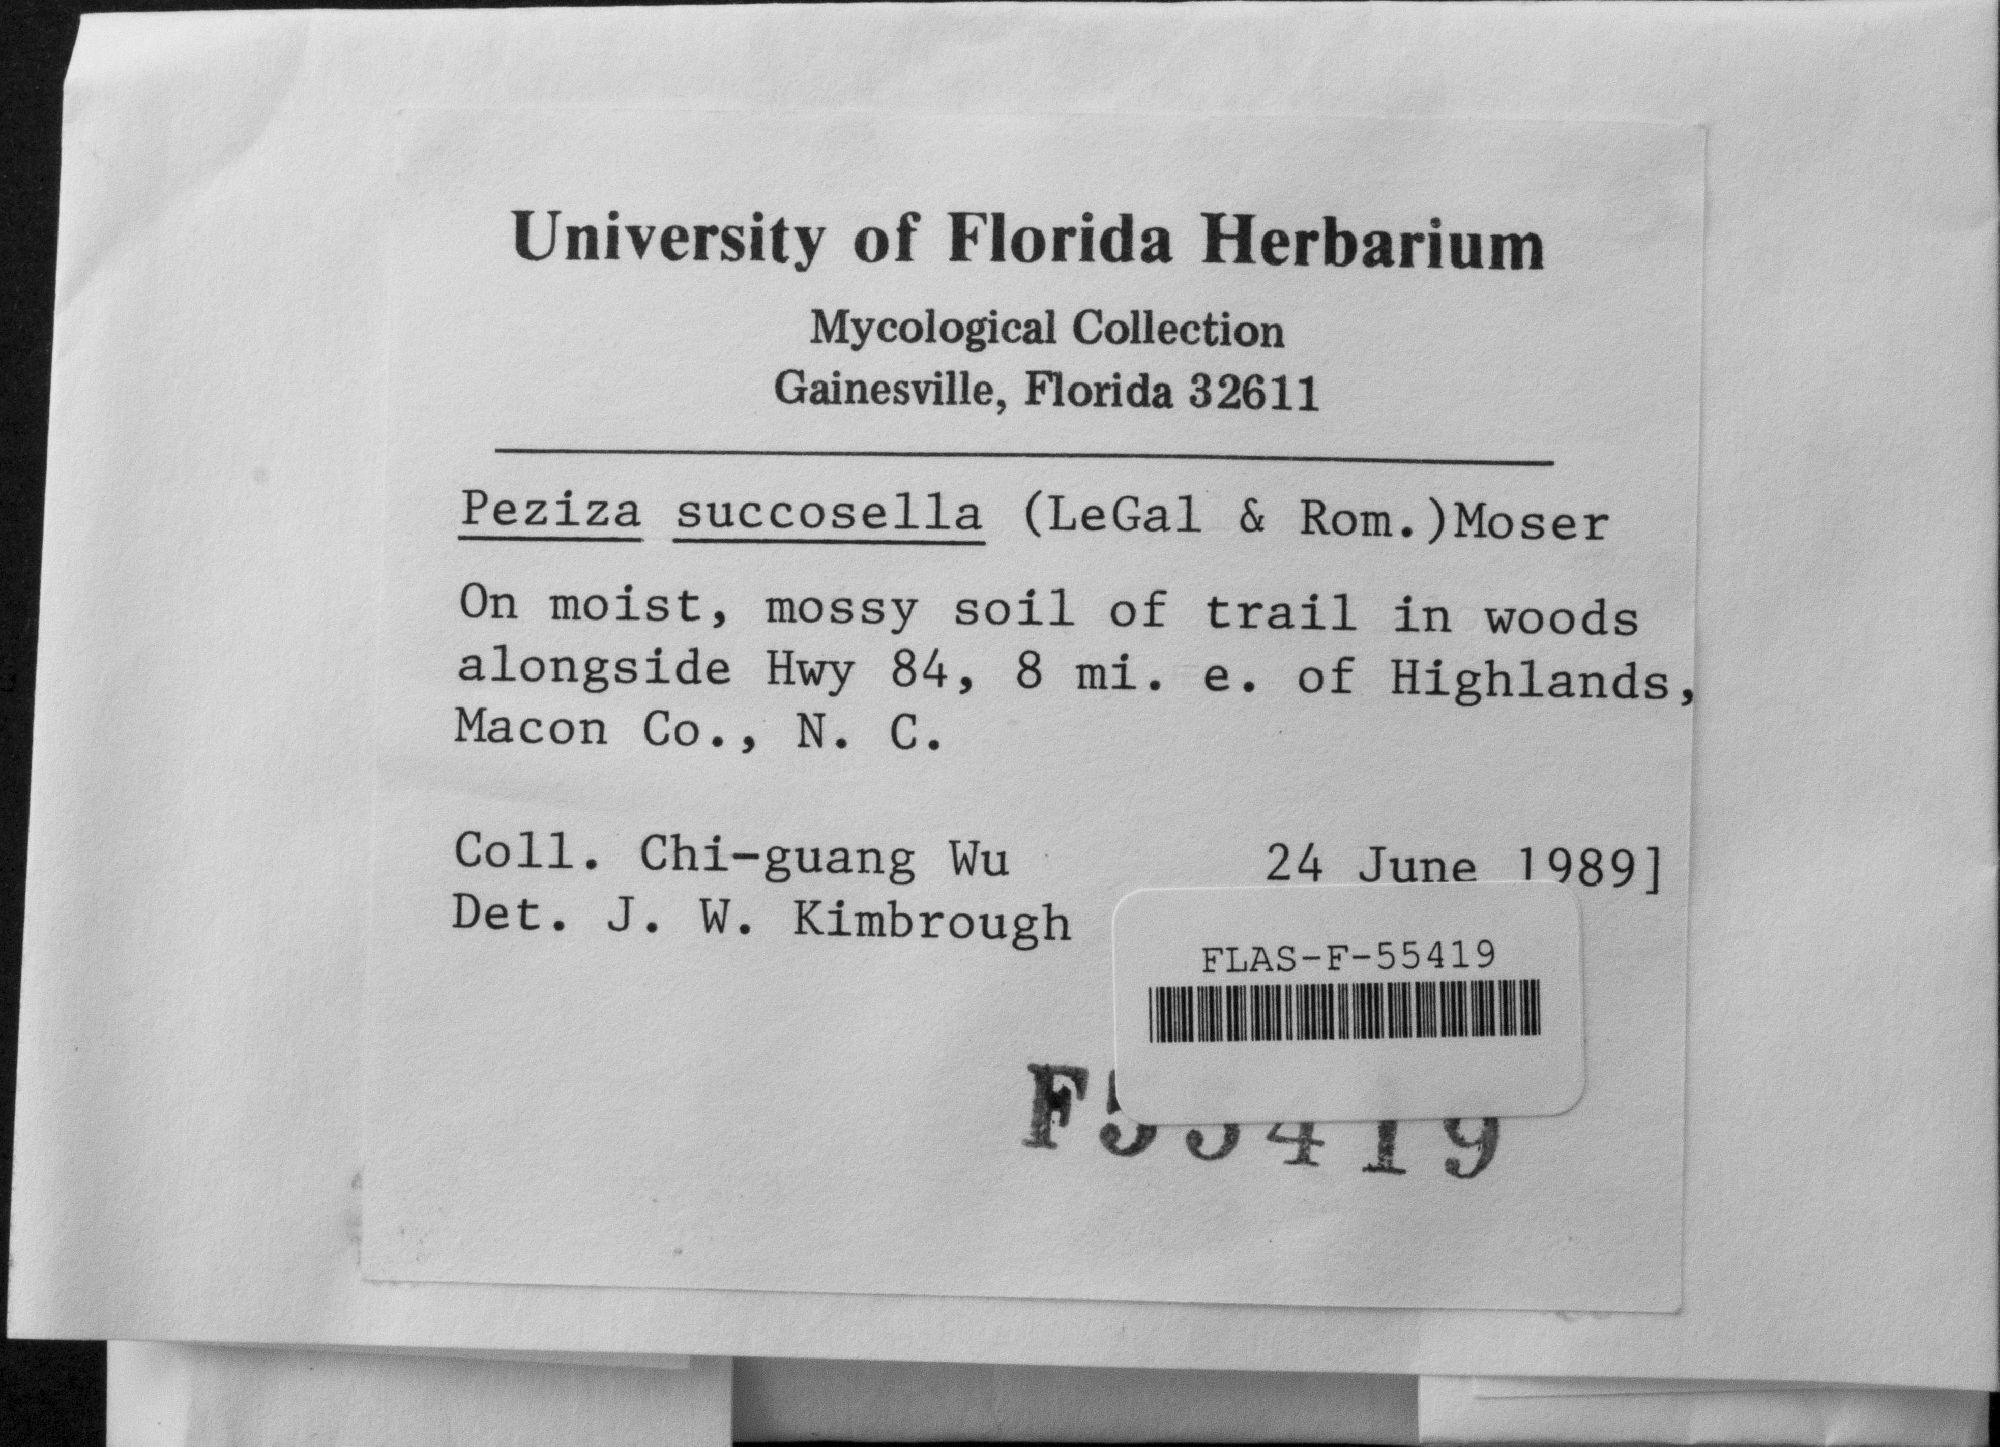 University of Florida Herbarium
Mycological Collection
Gainesville, Florida 32611
Peziza succosella (LeGal & Rom.)Moser
On moist, mossy soil of trail in woods
alongside Hwy 84, 8 mi. e. of Highlands,
Macon Co., N. C.
Coll. Chi-guang Wu 24 June 1989]
Det. J. W. Kimbrough
FLAS-F-55419
F55419